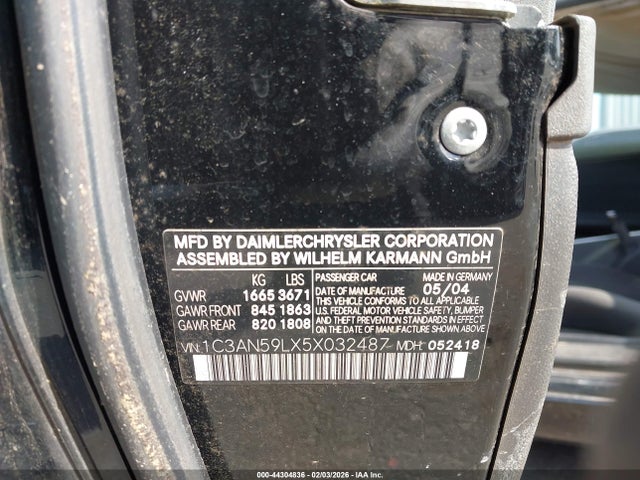 MFD BY DAIMLERCHRYSLER CORPORATION
ASSEMBLED BY WILHELM KARMANN GmbH
KG LBS PASSENGER CAR MADE IN GERMANY
DATE OF MANUFACTURE 05/04
GVWR 1665 3671 THIS VEHICLE CONFORMS TO ALL APPLICABLE
GAWR FRONT 845 1863 U.S. FEDERAL MOTOR VEHICLE SAFETY BUMPER
GAWR REAR 820 1808 AND THEFT PREVENTION STANDARDS IN EFFECT
ON THE DATE OF MANUFACTURE SHOWN ABOVE
VIN: 1C3AN59LX5X032487 MDH: 052418
000-44304836 - 02/03/2026 - IAA Inc.